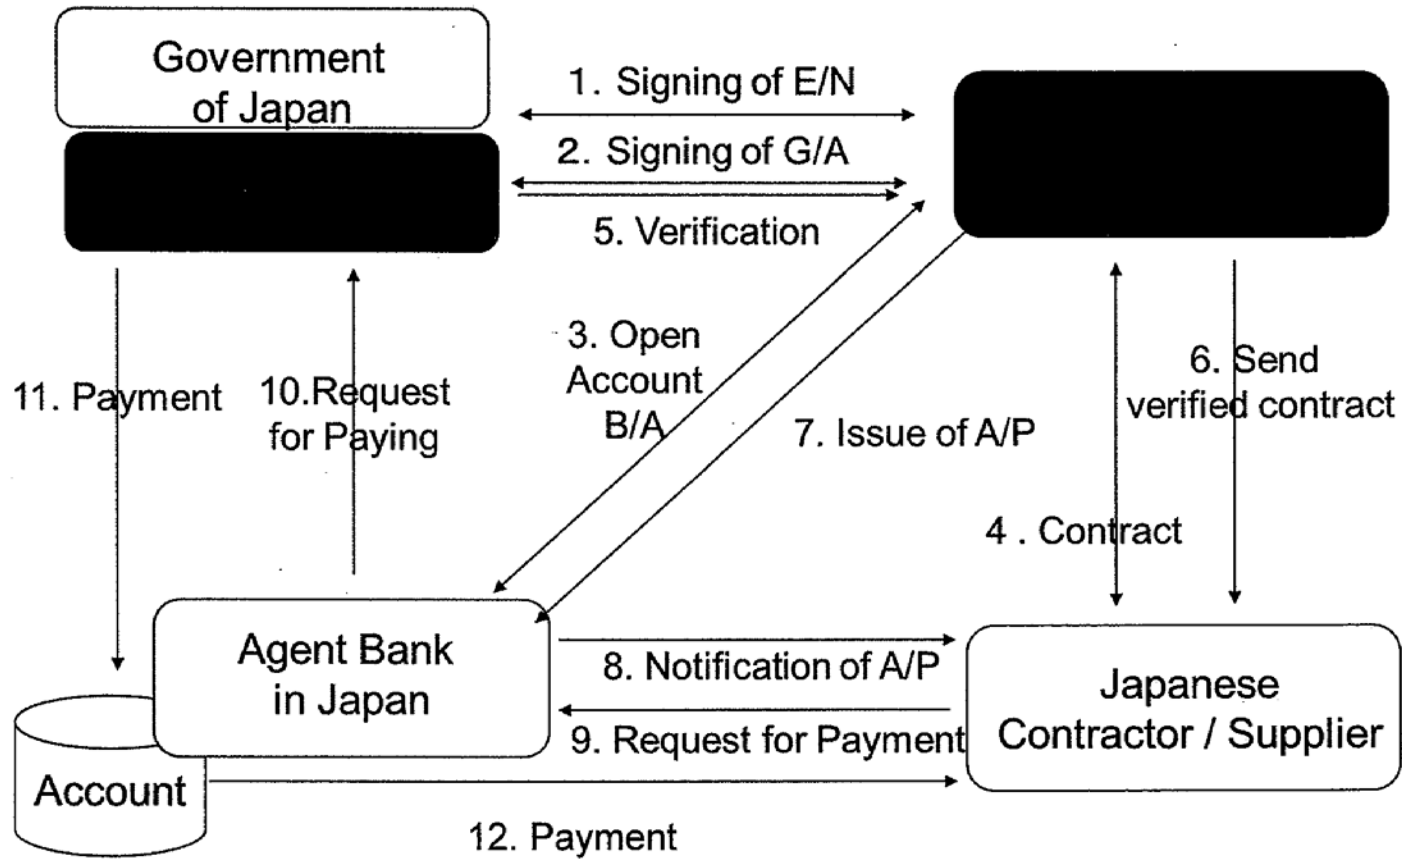 Government
of Japan
1. Signing of E/N
2. Signing of G/A
5. Verification
3. Open
Account
B/A
6. Send
verified contract
11. Payment
10.Request
for Paying
7. Issue of A/P
4 . Contract
Agent Bank
in Japan
8. Notification of A/P
Japanese
Contractor / Supplier
9. Request for Payment
Account
12. Payment